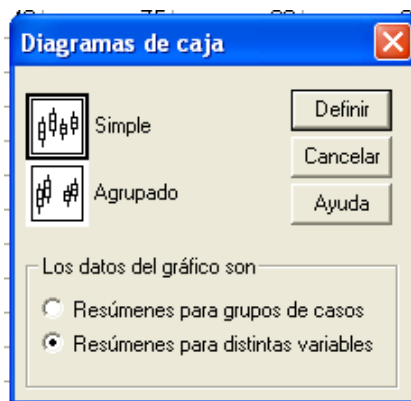 Diagramas de caja
Simple
Agrupado
Definir
Cancelar
Ayuda
Los datos del gráfico son
Resúmenes para grupos de casos
Resúmenes para distintas variables